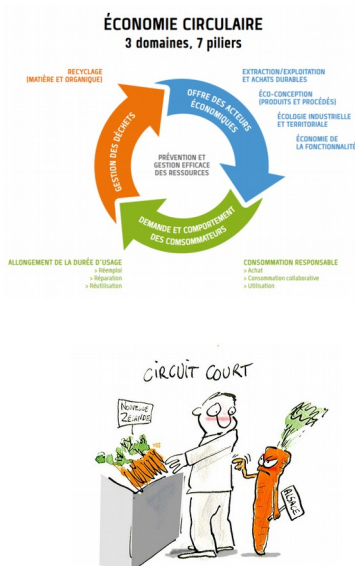 ÉCONOMIE CIRCULAIRE
3 domaines, 7 piliers
RECYCLAGE
(MATIÈRE ET ORGANIQUE)
EXTRACTION/EXPLOITATION
ET ACHATS DURABLES
ÉCO-CONCEPTION
(PRODUITS ET PROCÉDÉS)
ÉCOLOGIE INDUSTRIELLE
ET TERRITORIALE
ÉCONOMIE DE
LA FONCTIONNALITÉ
OFFRE DES ACTEURS
ÉCONOMIQUES
GESTION DES DÉCHETS
PRÉVENTION ET
GESTION EFFICACE
DES RESSOURCES
DEMANDE ET COMPORTEMENT
DES COMSOMMATEURS
ALLONGEMENT DE LA DURÉE D'USAGE
> Réemploi
> Réparation
> Réutilisation
CONSOMMATION RESPONSABLE
> Achat
> Consommation collaborative
> Utilisation
CIRCUIT COURT
NOUVELLE
ZÉLANDE
ALSACE